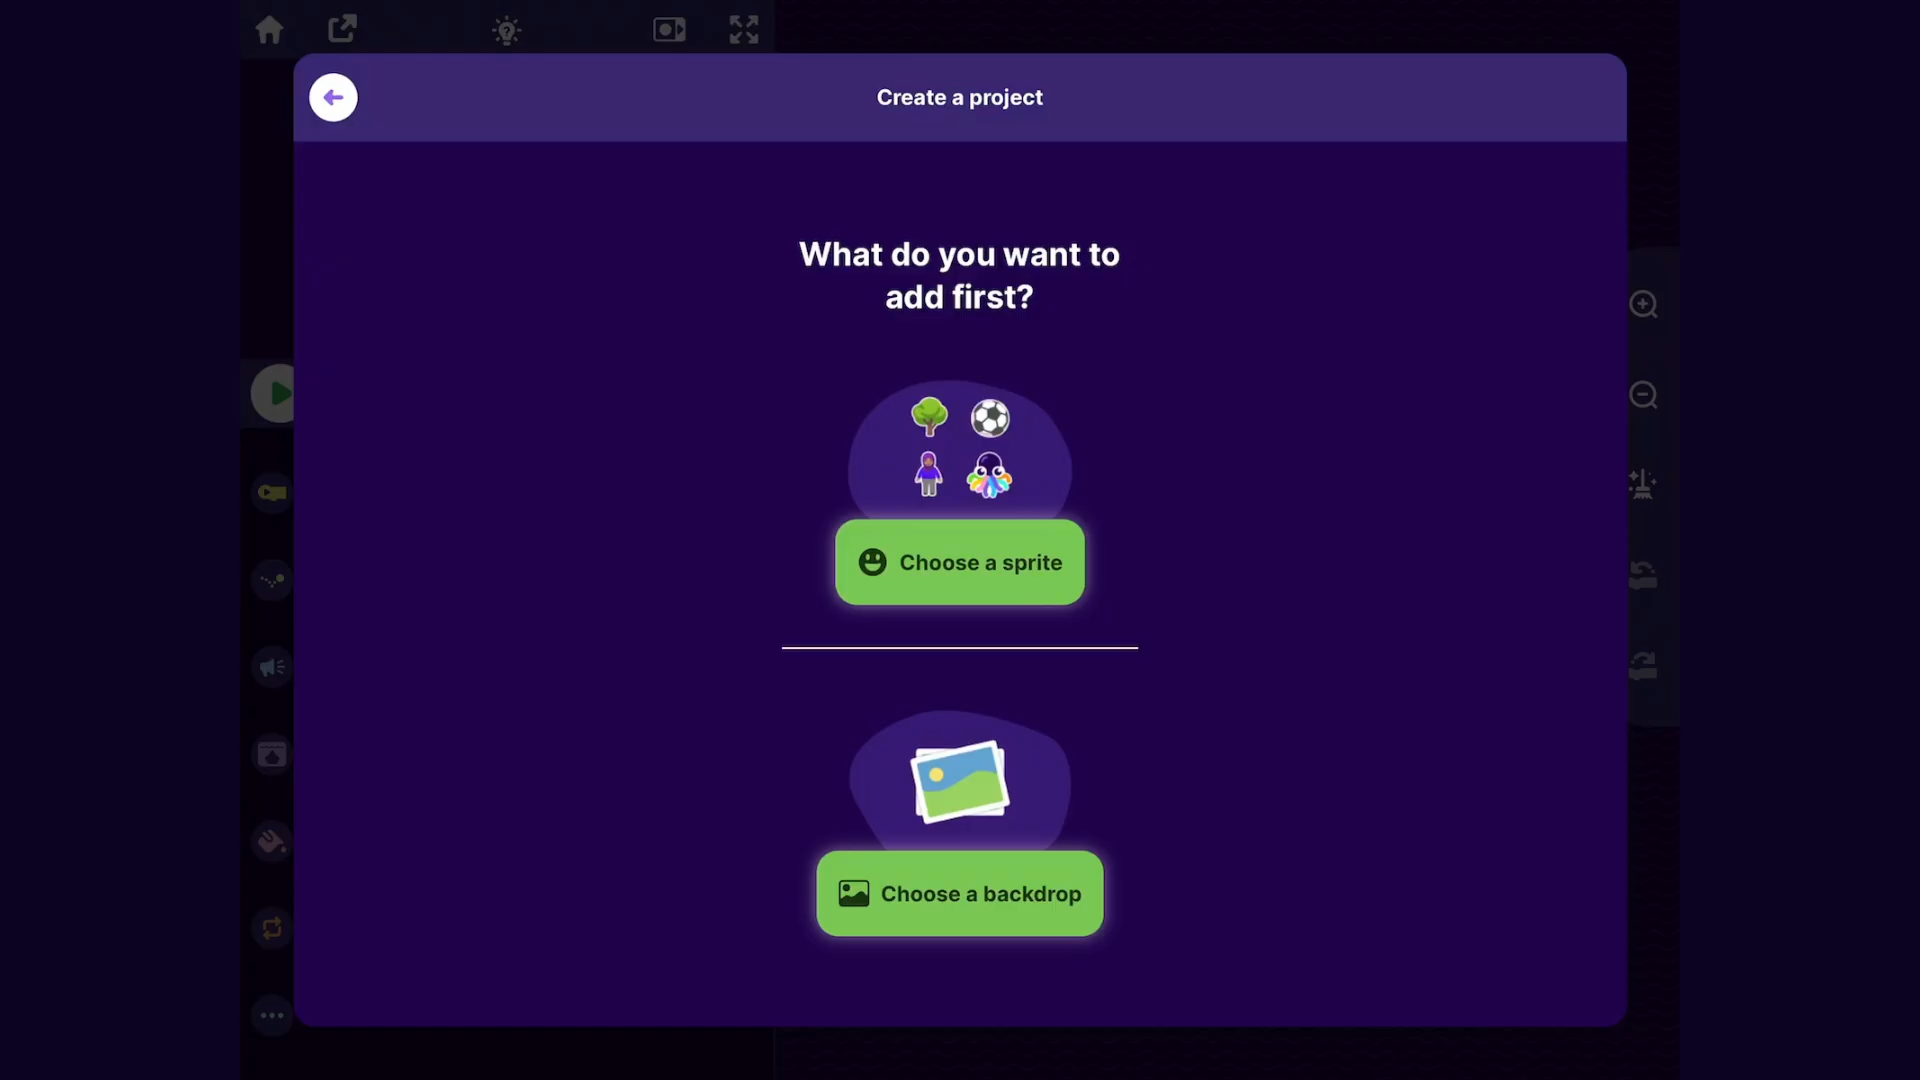 Create a project
What do you want to
add first?
Choose a sprite
Choose a backdrop